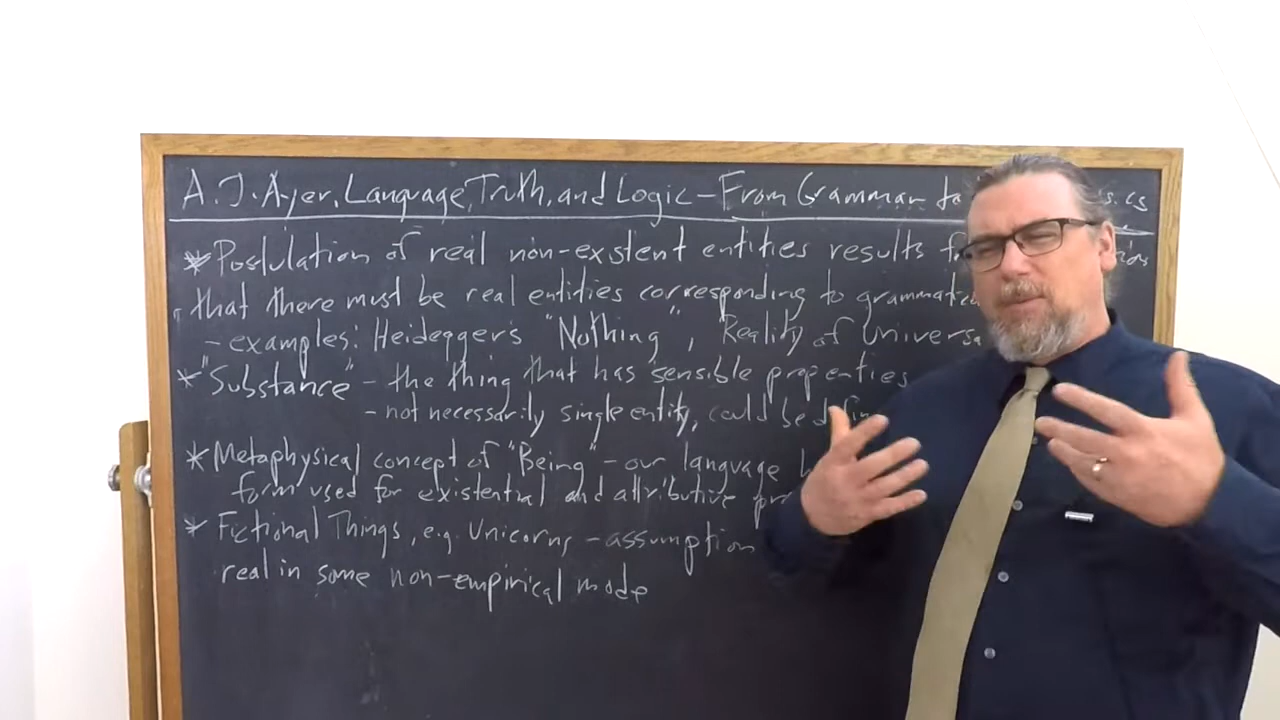 A. J. Ayer, Language, Truth, and Logic – From Grammar
* Postulation of real non-existent entities results
that there must be real entities corresponding to
– examples: Heidegger's "Nothing", "Reality of
* "Substance" – the thing that has sensible properties
– not necessarily single entity, could be
* Metaphysical concept of "Being" – our language
form used for existential and attributive
* Fictional Things, e.g. Unicorns – assumption
real in some non-empirical mode